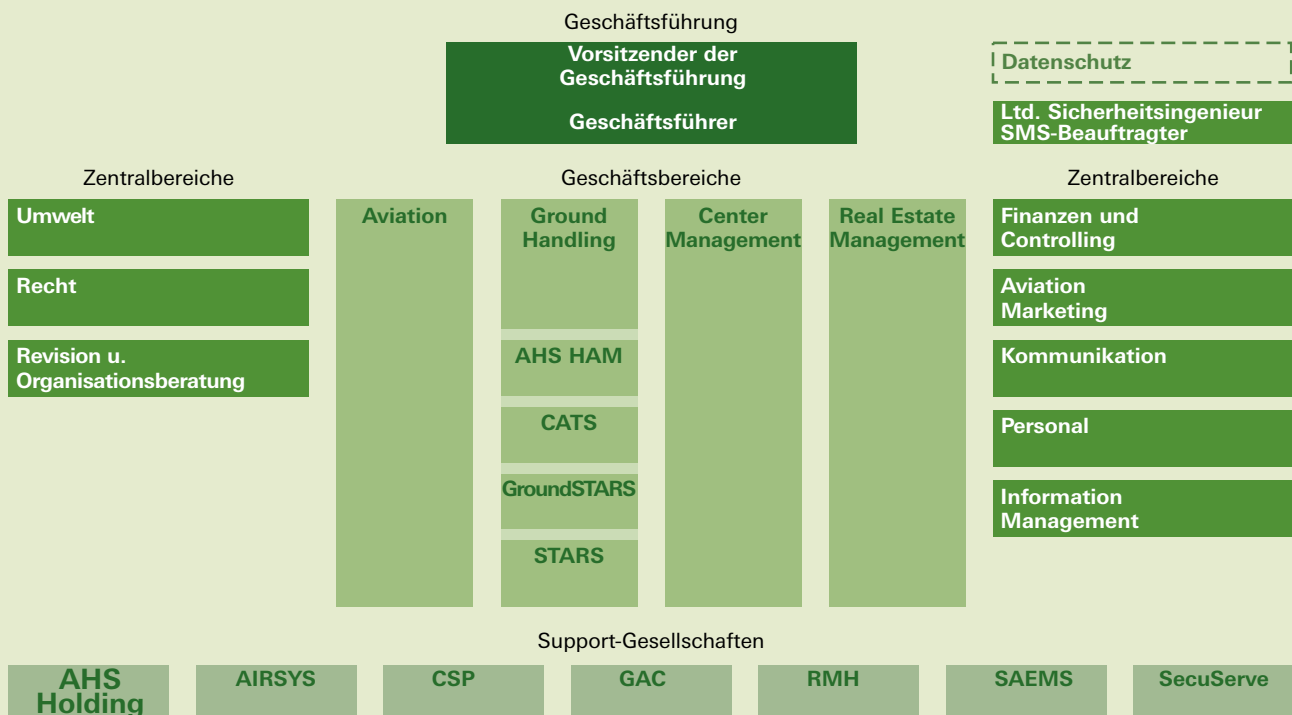 Geschäftsführung
Vorsitzender der
Geschäftsführung
Geschäftsführer
Datenschutz
Ltd. Sicherheitsingenieur
SMS-Beauftragter
Zentralbereiche
Umwelt
Recht
Revision u.
Organisationsberatung
Geschäftsbereiche
Aviation
Ground
Handling
AHS HAM
CATS
GroundSTARS
STARS
Center
Management
Real Estate
Management
Zentralbereiche
Finanzen und
Controlling
Aviation
Marketing
Kommunikation
Personal
Information
Management
Support-Gesellschaften
AHS
Holding
AIRSYS
CSP
GAC
RMH
SAEMS
SecuServe